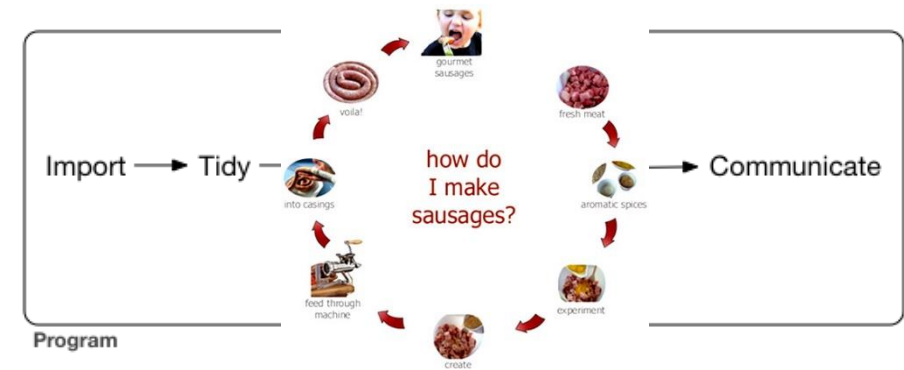 Import
Tidy
how do
I make
sausages?
fresh meat
aromatic spices
experiment
create
feed through
machine
into casings
voila!
gourmet
sausages
Communicate
Program